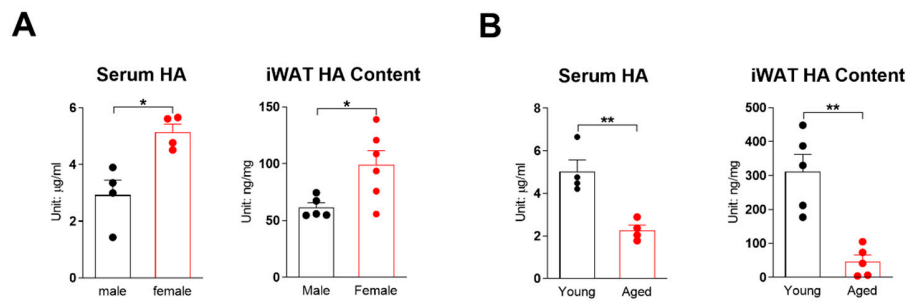 A
B
Serum HA
iWAT HA Content
Serum HA
iWAT HA Content
Unit: µg/ml
6
4
2
0
*
male
female
Unit: ng/mg
150
100
50
0
*
Male
Female
Unit: µg/ml
8
6
4
2
0
**
Young
Aged
Unit: ng/mg
500
400
300
200
100
0
**
Young
Aged